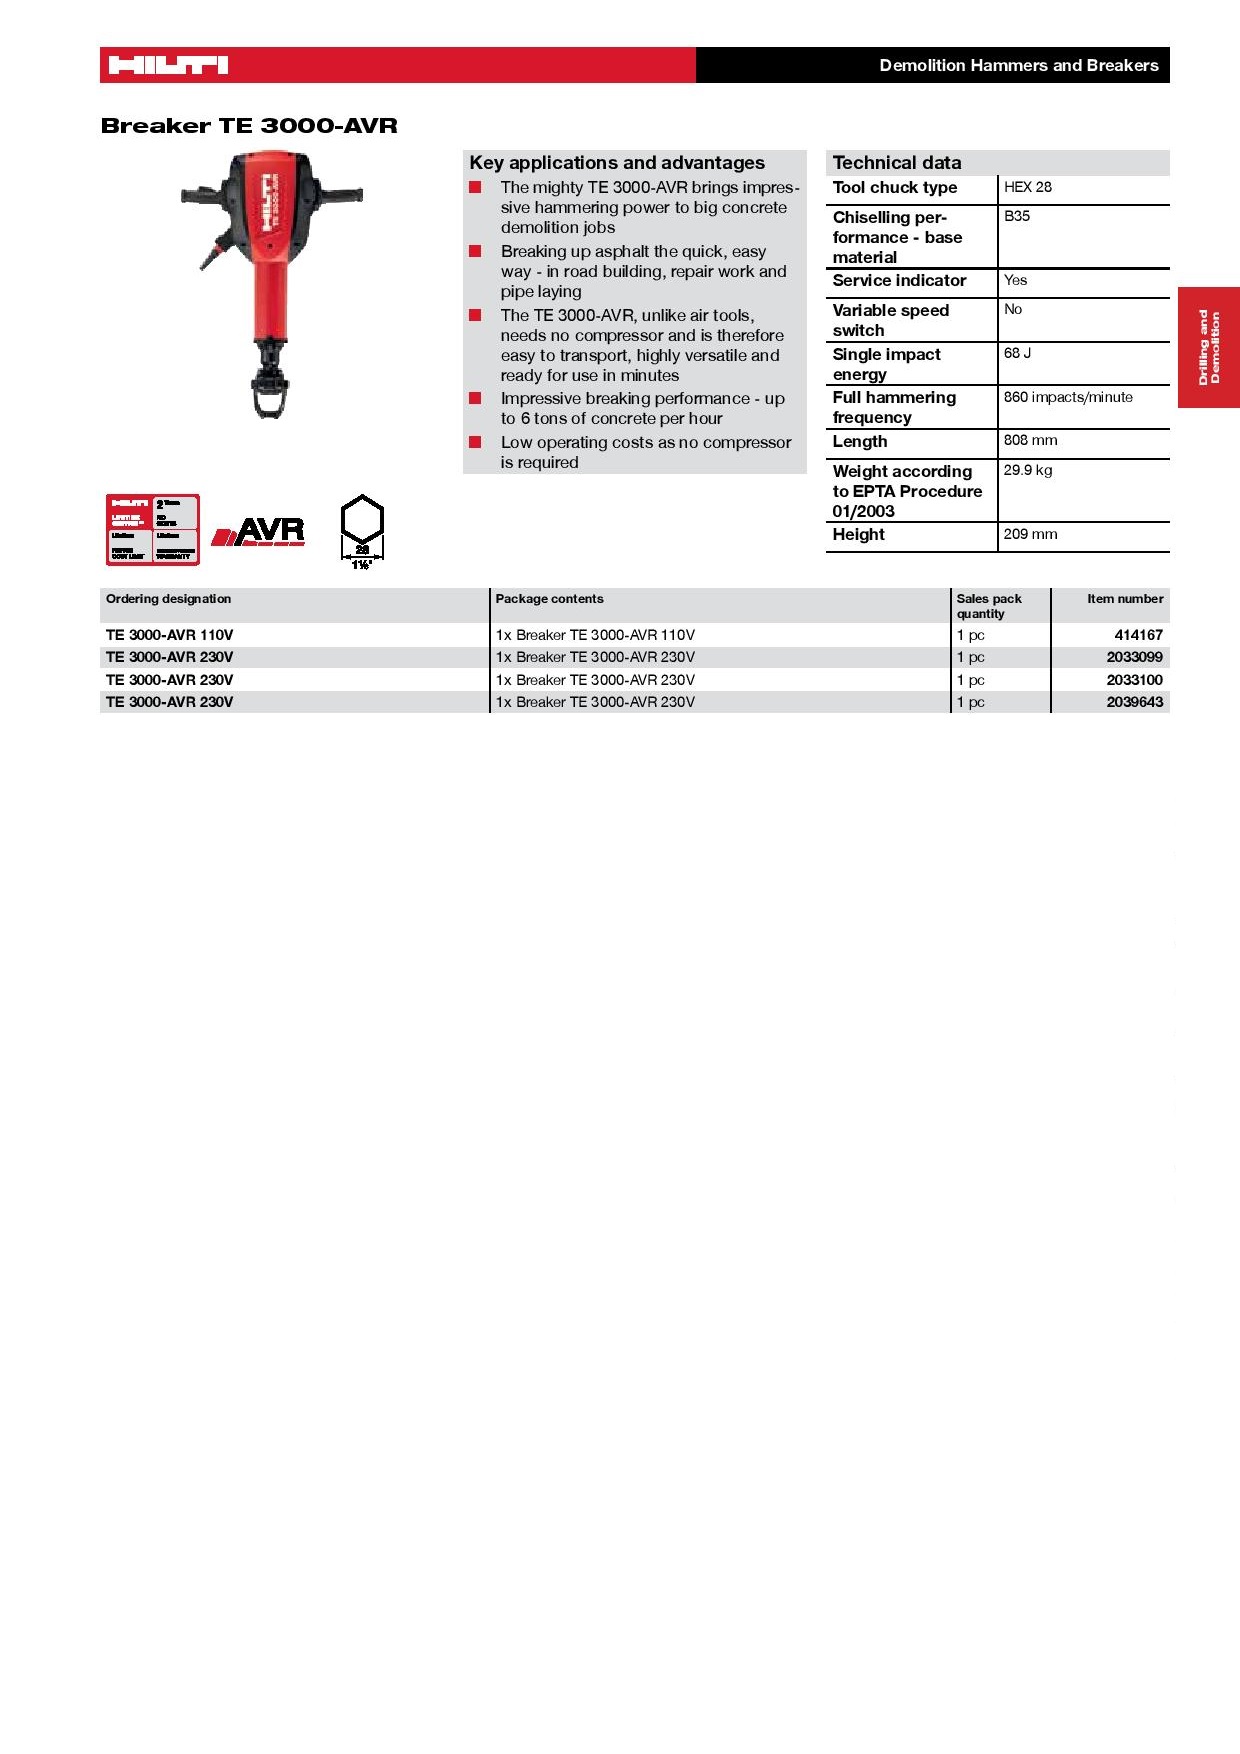 HILTI
Demolition Hammers and Breakers
Breaker TE 3000-AVR
HILTI
TE 3000-AVR
Key applications and advantages
The mighty TE 3000-AVR brings impres-
sive hammering power to big concrete
demolition jobs
Breaking up asphalt the quick, easy
way - in road building, repair work and
pipe laying
The TE 3000-AVR, unlike air tools,
needs no compressor and is therefore
easy to transport, highly versatile and
ready for use in minutes
Impressive breaking performance - up
to 6 tons of concrete per hour
Low operating costs as no compressor
is required
Technical data
Tool chuck type HEX 28
Chiselling per- B35
formance - base
material
Service indicator Yes
Variable speed No
switch
Single impact 68 J
energy
Full hammering 860 impacts/minute
frequency
Length 808 mm
Weight according 29.9 kg
to EPTA Procedure
01/2003
Height 209 mm
Drilling and
Demolition
HILTI
2
AVR
28
1⅛"
Ordering designation Package contents Sales pack Item number
quantity
TE 3000-AVR 110V 1x Breaker TE 3000-AVR 110V 1 pc 414167
TE 3000-AVR 230V 1x Breaker TE 3000-AVR 230V 1 pc 2033099
TE 3000-AVR 230V 1x Breaker TE 3000-AVR 230V 1 pc 2033100
TE 3000-AVR 230V 1x Breaker TE 3000-AVR 230V 1 pc 2039643